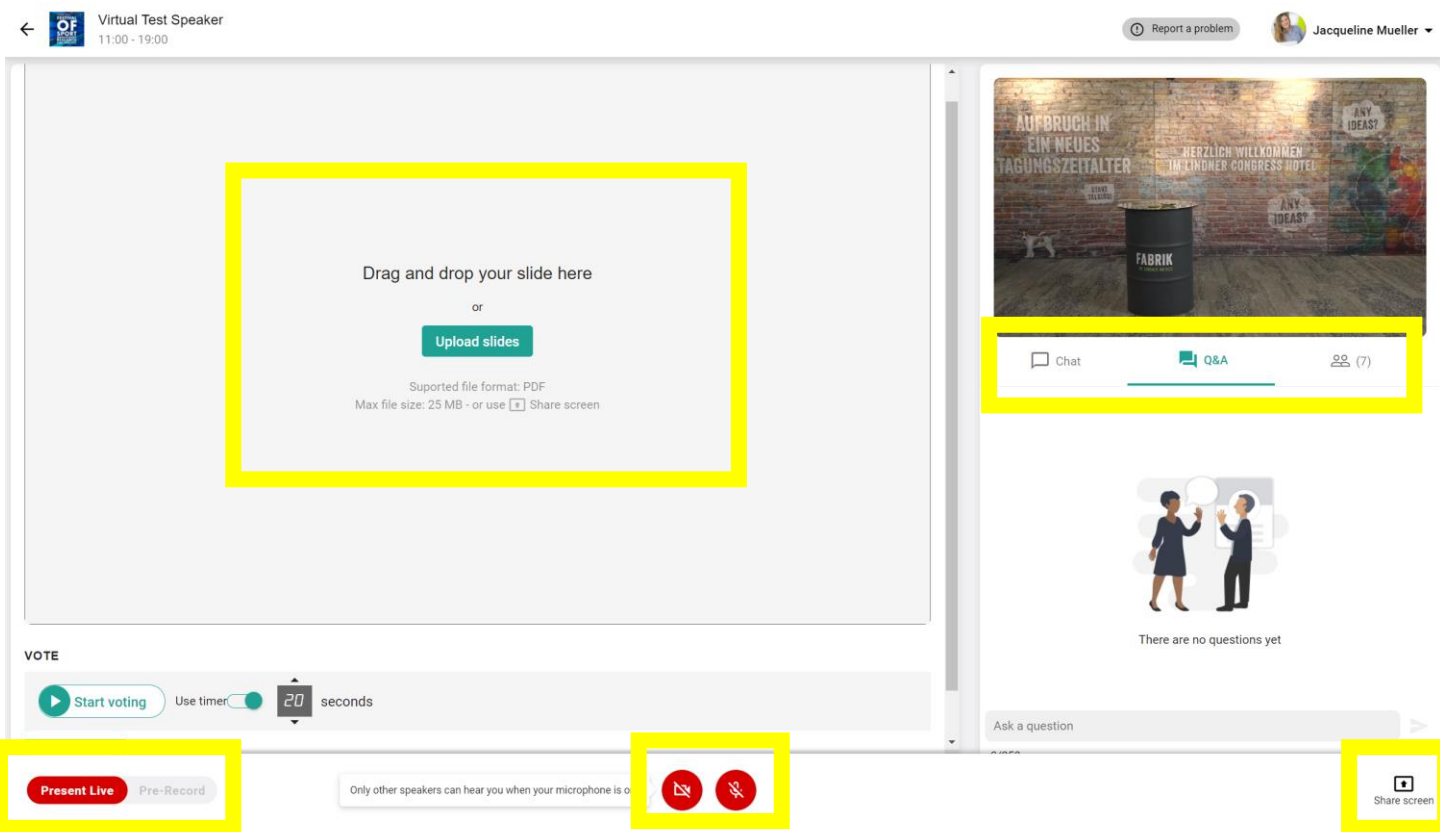 Virtual Test Speaker
11:00 - 19:00
Report a problem
Jacqueline Mueller
FESTIVAL
OF
SPORT
Drag and drop your slide here
or
Upload slides
Suported file format: PDF
Max file size: 25 MB - or use Share screen
VOTE
Start voting
Use timer
20
seconds
Present Live
Pre-Record
Only other speakers can hear you when your microphone is o
AUFBRUCH IN
EIN NEUES
TAGUNGSZEITALTER
HERZLICH WILLKOMMEN
IM LINDNER CONGRESS HOTEL
ANY
IDEAS?
ANY
IDEAS?
FABRIK
Chat
Q&A
(7)
There are no questions yet
Ask a question
Share screen